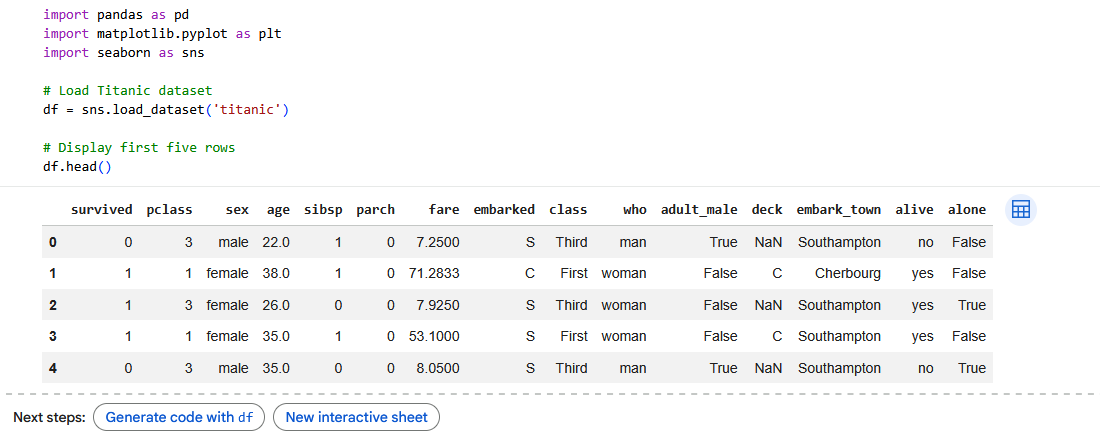 import pandas as pd
import matplotlib.pyplot as plt
import seaborn as sns
# Load Titanic dataset
df = sns.load_dataset('titanic')
# Display first five rows
df.head()
survived pclass sex age sibsp parch fare embarked class who adult_male deck embark_town alive alone
0 0 3 male 22.0 1 0 7.2500 S Third man True NaN Southampton no False
1 1 1 female 38.0 1 0 71.2833 C First woman False C Cherbourg yes False
2 1 3 female 26.0 0 0 7.9250 S Third woman False NaN Southampton yes True
3 1 1 female 35.0 1 0 53.1000 S First woman False C Southampton yes False
4 0 3 male 35.0 0 0 8.0500 S Third man True NaN Southampton no True
Next steps: Generate code with df New interactive sheet